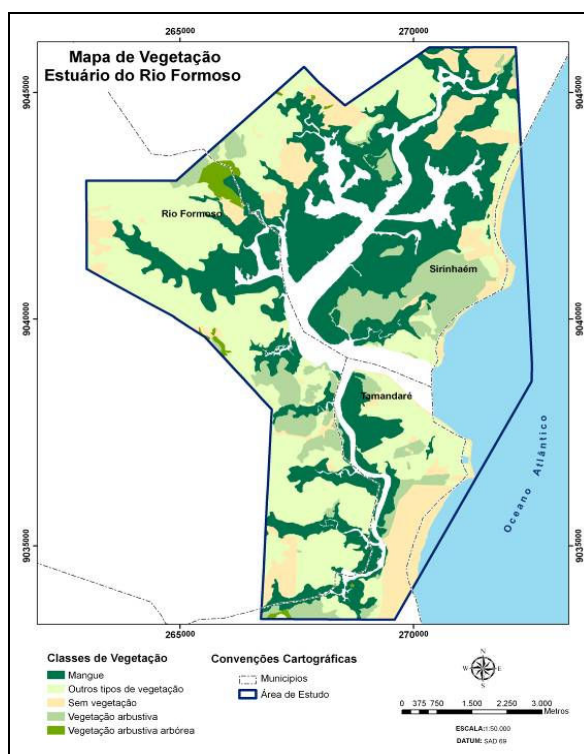 265000
270000
Mapa de Vegetação
Estuário do Rio Formoso
9045000
9045000
Rio Formoso
Sirinhaém
9040000
9040000
Tamandaré
Oceano Atlântico
9035000
9035000
265000
270000
Classes de Vegetação
Mangue
Outros tipos de vegetação
Sem vegetação
Vegetação arbustiva
Vegetação arbustiva arbórea
Convenções Cartográficas
Municipios
Área de Estudo
N
W E
S
0 375 750 1.500 2.250 3.000
Metros
ESCALA:1:50.000
DATUM: SAD 69